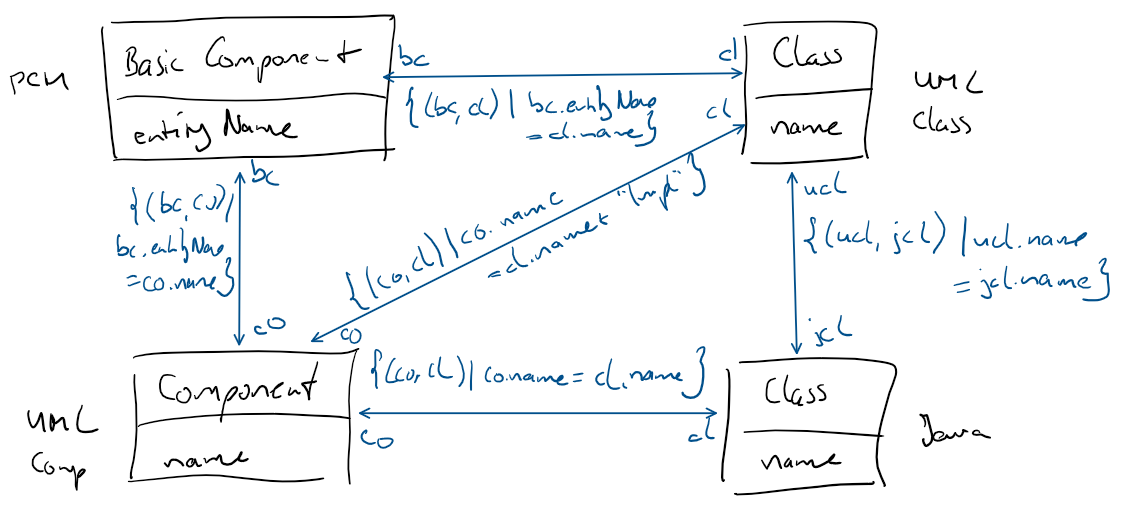 PCM
Basic Component
entityName
bc
cl
{(bc,cl) | bc.entityName
= cl.name}
cl
Class
name
UML
Class
bc
{(bc,co)|
bc.entityName
=co.name}
co
{(co,cl)|co.name
=cl.name+ "Impl"}
co
ucl
{(ucl, jcl) | ucl.name
= jcl.name}
jcl
UML
Comp
Component
name
{(co,cl)| co.name= cl.name}
co
cl
Class
name
Java